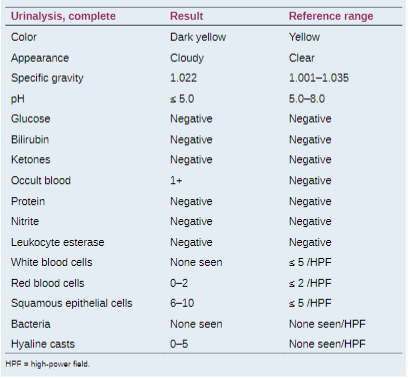 Urinalysis, complete Result Reference range
Color Dark yellow Yellow
Appearance Cloudy Clear
Specific gravity 1.022 1.001–1.035
pH ≤ 5.0 5.0–8.0
Glucose Negative Negative
Bilirubin Negative Negative
Ketones Negative Negative
Occult blood 1+ Negative
Protein Negative Negative
Nitrite Negative Negative
Leukocyte esterase Negative Negative
White blood cells None seen ≤ 5 /HPF
Red blood cells 0–2 ≤ 2 /HPF
Squamous epithelial cells 6–10 ≤ 5 /HPF
Bacteria None seen None seen/HPF
Hyaline casts 0–5 None seen/HPF
HPF = high-power field.